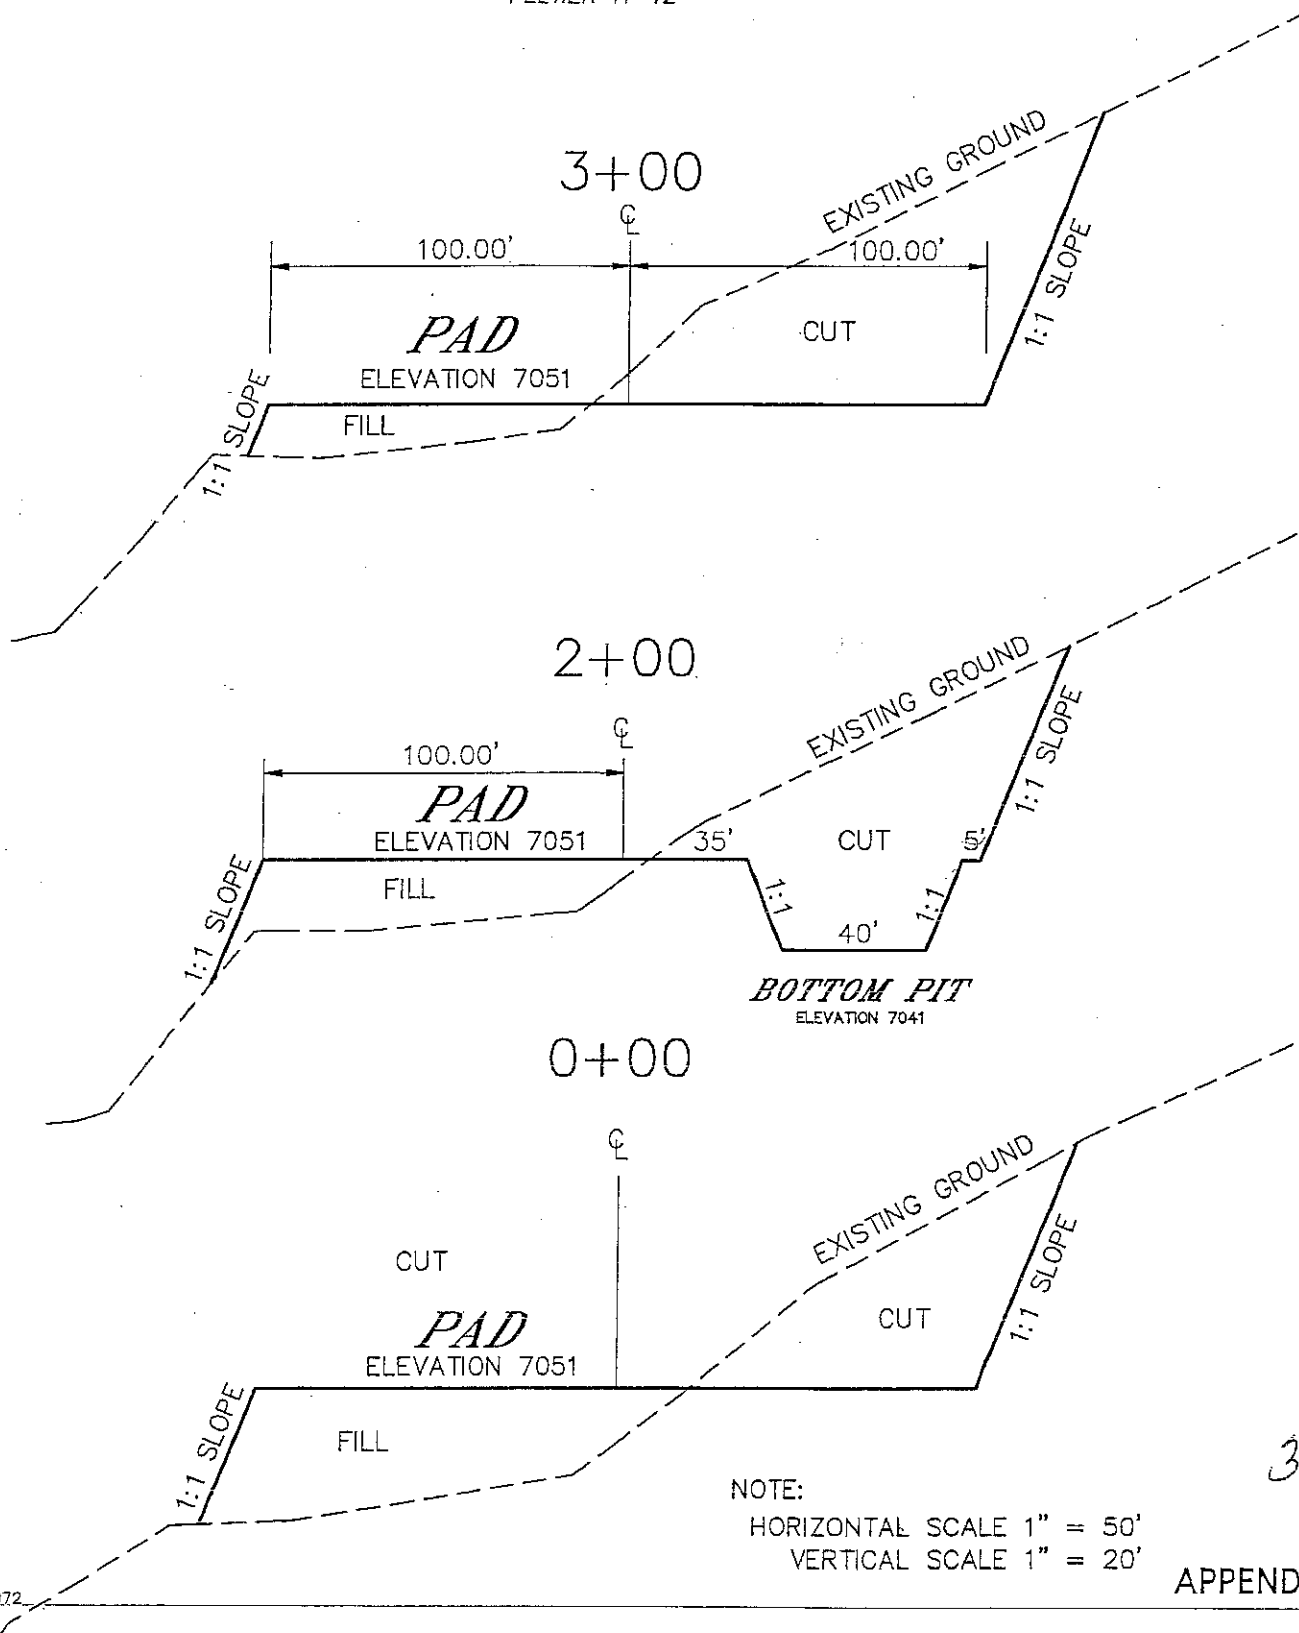 3+00
℄
100.00'
100.00'
EXISTING GROUND
1:1 SLOPE
PAD
ELEVATION 7051
CUT
FILL
1:1 SLOPE
2+00
℄
100.00'
EXISTING GROUND
1:1 SLOPE
PAD
ELEVATION 7051
35'
CUT
5'
FILL
1:1 SLOPE
1:1
1:1
40'
BOTTOM PIT
ELEVATION 7041
0+00
℄
EXISTING GROUND
CUT
1:1 SLOPE
PAD
ELEVATION 7051
CUT
1:1 SLOPE
FILL
3
NOTE:
HORIZONTAL SCALE 1" = 50'
VERTICAL SCALE 1" = 20'
APPEND
72